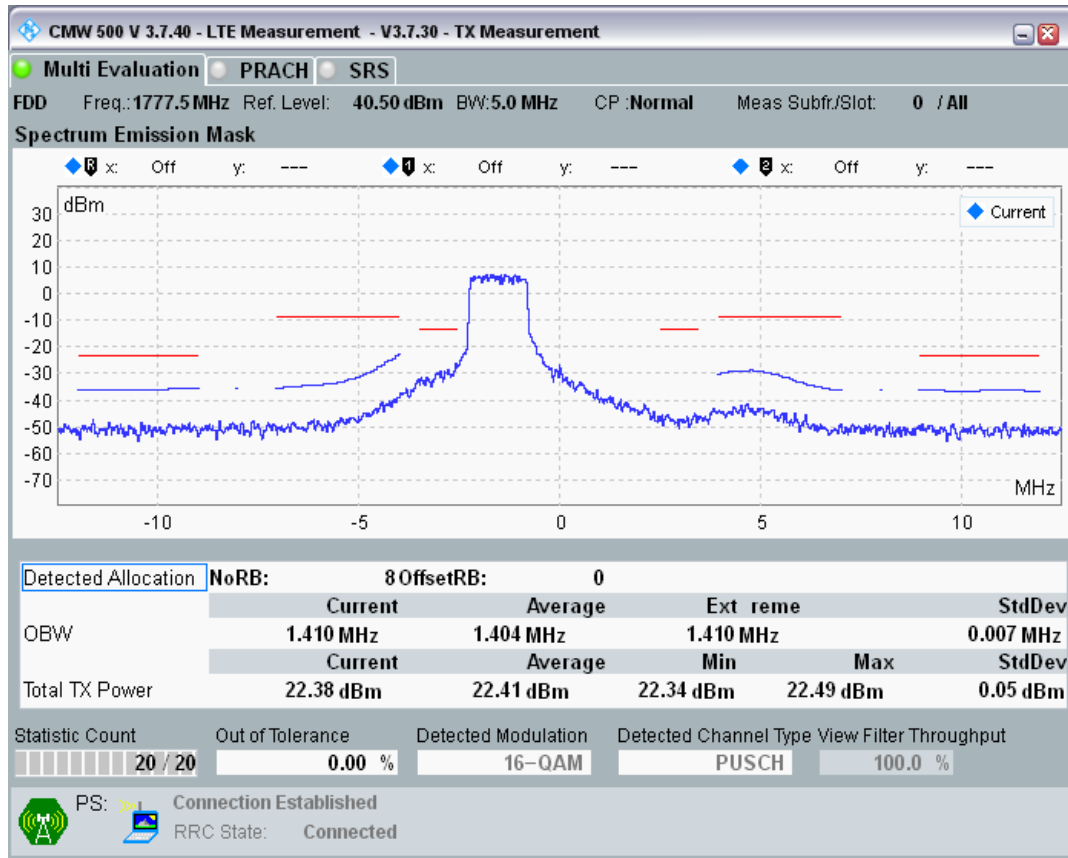 CMW 500 V 3.7.40 - LTE Measurement - V3.7.30 - TX Measurement
Multi Evaluation PRACH SRS
FDD Freq.:1777.5 MHz Ref. Level: 40.50 dBm BW:5.0 MHz CP :Normal Meas Subfr./Slot: 0 / All
Spectrum Emission Mask
R x: Off y: --- 1 x: Off y: --- 2 x: Off y: ---
dBm
Current
30
20
10
0
-10
-20
-30
-40
-50
-60
-70
MHz
-10 -5 0 5 10
Detected Allocation NoRB: 8 OffsetRB: 0
Current Average Ext reme StdDev
OBW 1.410 MHz 1.404 MHz 1.410 MHz 0.007 MHz
Current Average Min Max StdDev
Total TX Power 22.38 dBm 22.41 dBm 22.34 dBm 22.49 dBm 0.05 dBm
Statistic Count Out of Tolerance Detected Modulation Detected Channel Type View Filter Throughput
20 / 20 0.00 % 16-QAM PUSCH 100.0 %
PS: Connection Established
RRC State: Connected